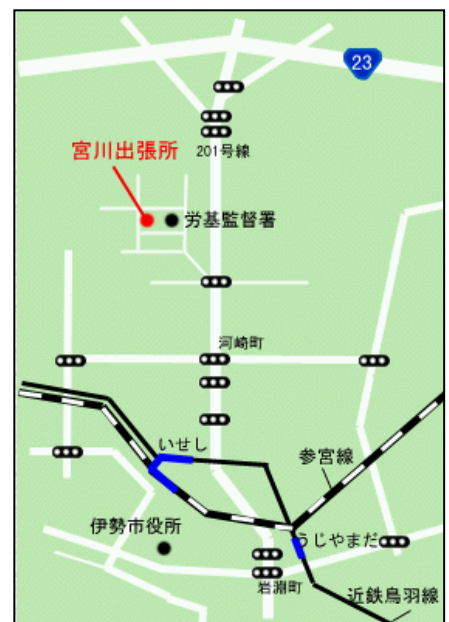 23
201号線
宮川出張所
労基監督署
河崎町
いせし
参宮線
伊勢市役所
うじやまだ
岩淵町
近鉄鳥羽線